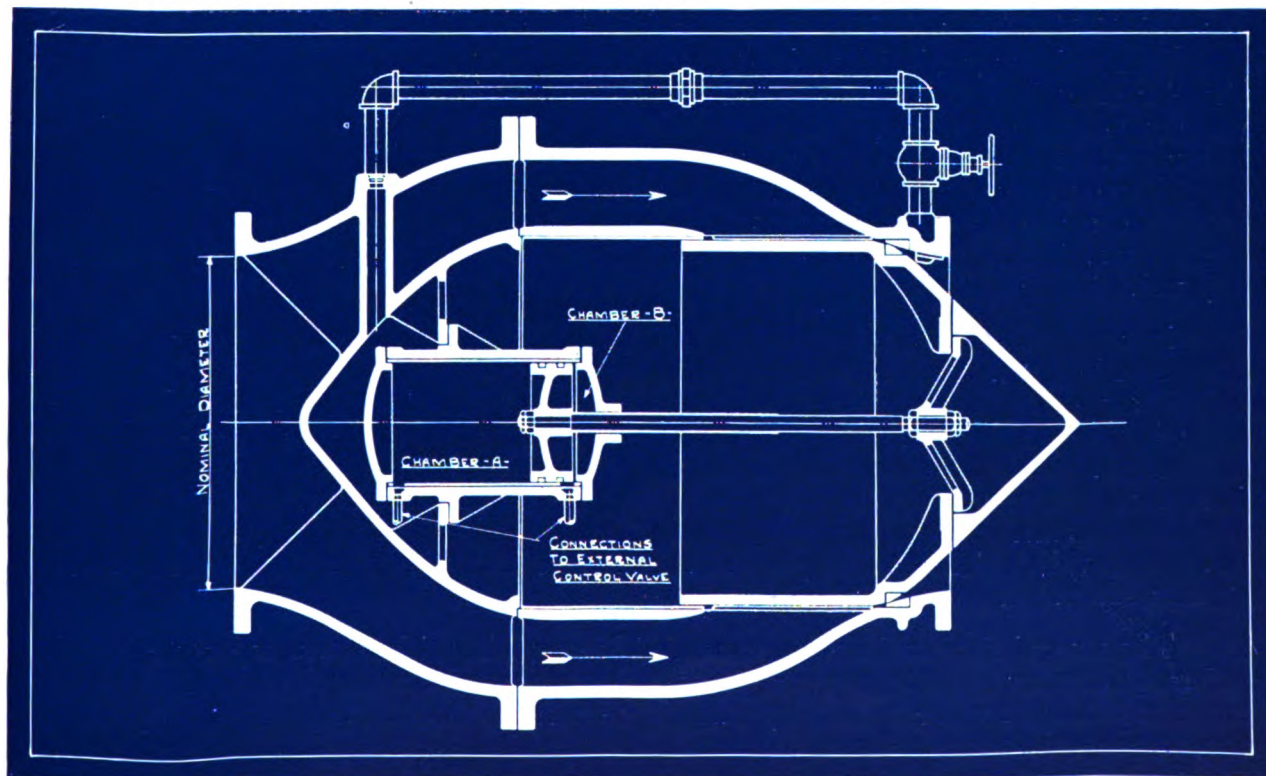 NOMINAL DIAMETER
CHAMBER -B-
CHAMBER -A-
CONNECTIONS
TO EXTERNAL
CONTROL VALVE